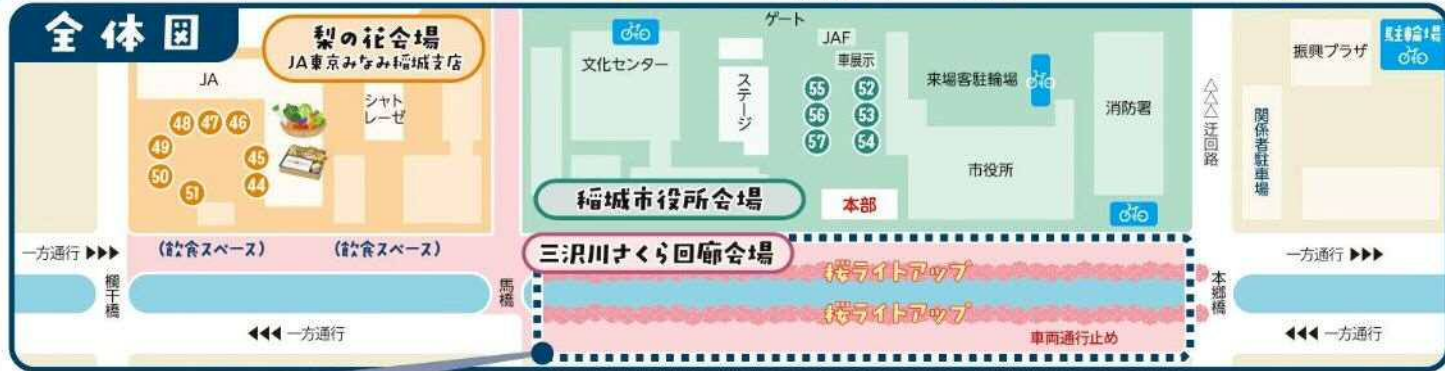 全体図
梨の花会場
JA東京みなみ稲城支店
JA
シャト
レーゼ
48 47 46
49
45
50
44
51
(飲食スペース)
(飲食スペース)
ゲート
文化センター
ステージ
JAF
車展示
55 52
56 53
57 54
来場客駐輪場
消防署
市役所
稲城市役所会場
本部
△△△迂回路
振興プラザ
駐輪場
関係者駐車場
三沢川さくら回廊会場
一方通行 ▶▶▶
桜ライトアップ
一方通行 ▶▶▶
欄干橋
馬橋
本郷橋
桜ライトアップ
◀◀◀ 一方通行
車両通行止め
◀◀◀ 一方通行